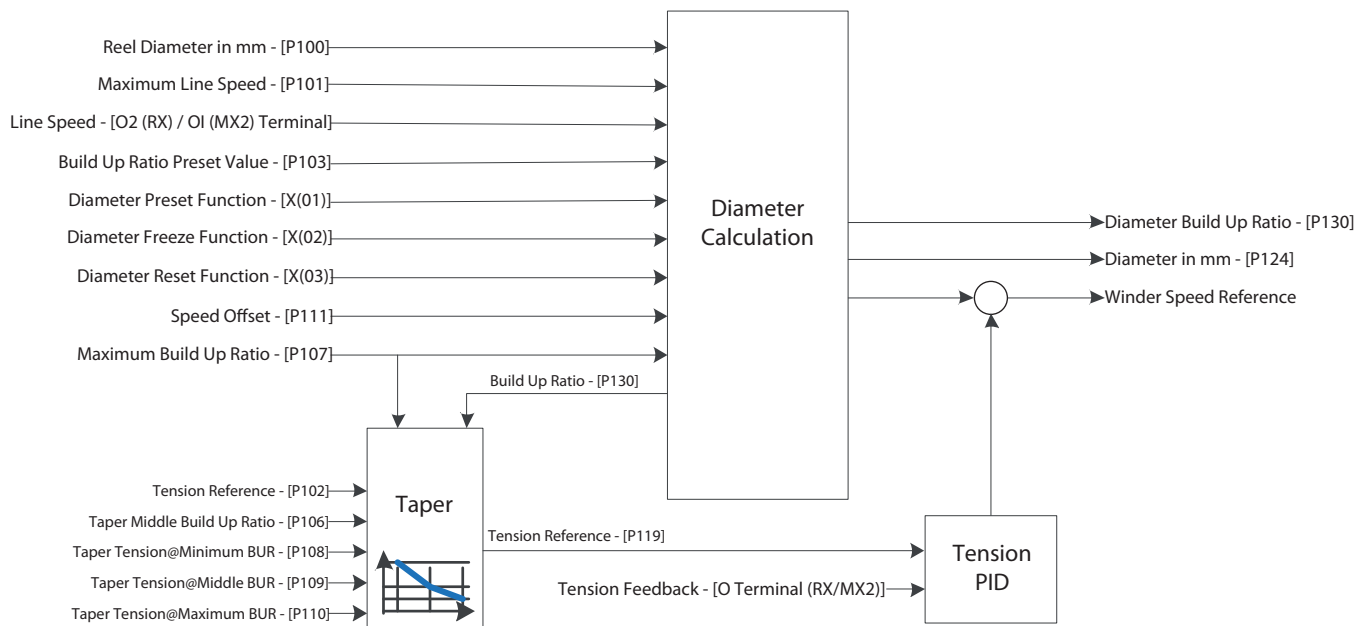 Reel Diameter in mm - [P100]
Maximum Line Speed - [P101]
Line Speed - [O2 (RX) / OI (MX2) Terminal]
Build Up Ratio Preset Value - [P103]
Diameter Preset Function - [X(01)]
Diameter Freeze Function - [X(02)]
Diameter Reset Function - [X(03)]
Speed Offset - [P111]
Maximum Build Up Ratio - [P107]
Diameter
Calculation
Diameter Build Up Ratio - [P130]
Diameter in mm - [P124]
Winder Speed Reference
Build Up Ratio - [P130]
Tension Reference - [P102]
Taper Middle Build Up Ratio - [P106]
Taper Tension@Minimum BUR - [P108]
Taper Tension@Middle BUR - [P109]
Taper Tension@Maximum BUR - [P110]
Taper
Tension Reference - [P119]
Tension Feedback - [O Terminal (RX/MX2)]
Tension
PID